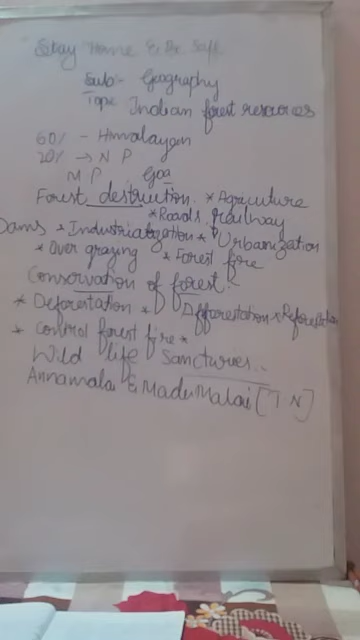 Stay Home & Be Safe
Sub:- Geography
Topic Indian forest resources
60% - Himalayan
20% → N P
M P Goa
Forest destruction. * Agriculture
* Roads & railway
Dams * Industrialization * Urbanization
* Over grazing * Forest fire
Conservation of forest:-
* Deforestation * Afforestation * Reforestation
* Control forest fire *
Wild life Sancturies..
Annamalai & MaduMalai [T N]